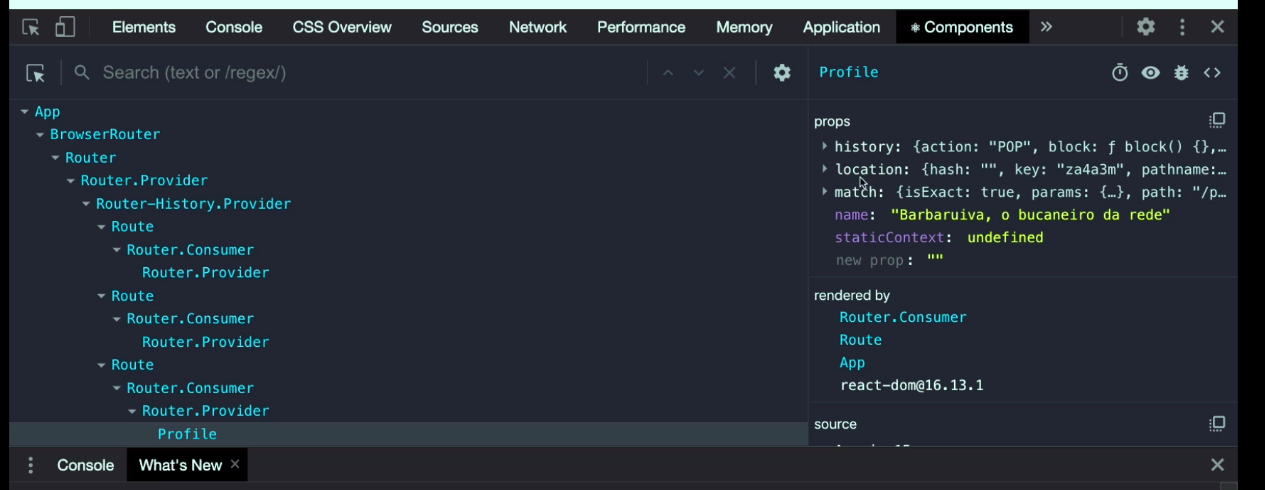 Elements Console CSS Overview Sources Network Performance Memory Application ⚛ Components »
Search (text or /regex/)
Profile
App
BrowserRouter
Router
Router.Provider
Router-History.Provider
Route
Router.Consumer
Router.Provider
Route
Router.Consumer
Router.Provider
Route
Router.Consumer
Router.Provider
Profile
props
history: {action: "POP", block: ƒ block() {},…
location: {hash: "", key: "za4a3m", pathname:…
match: {isExact: true, params: {…}, path: "/p…
name: "Barbaruiva, o bucaneiro da rede"
staticContext: undefined
new prop: ""
rendered by
Router.Consumer
Route
App
react-dom@16.13.1
source
Console What's New ×